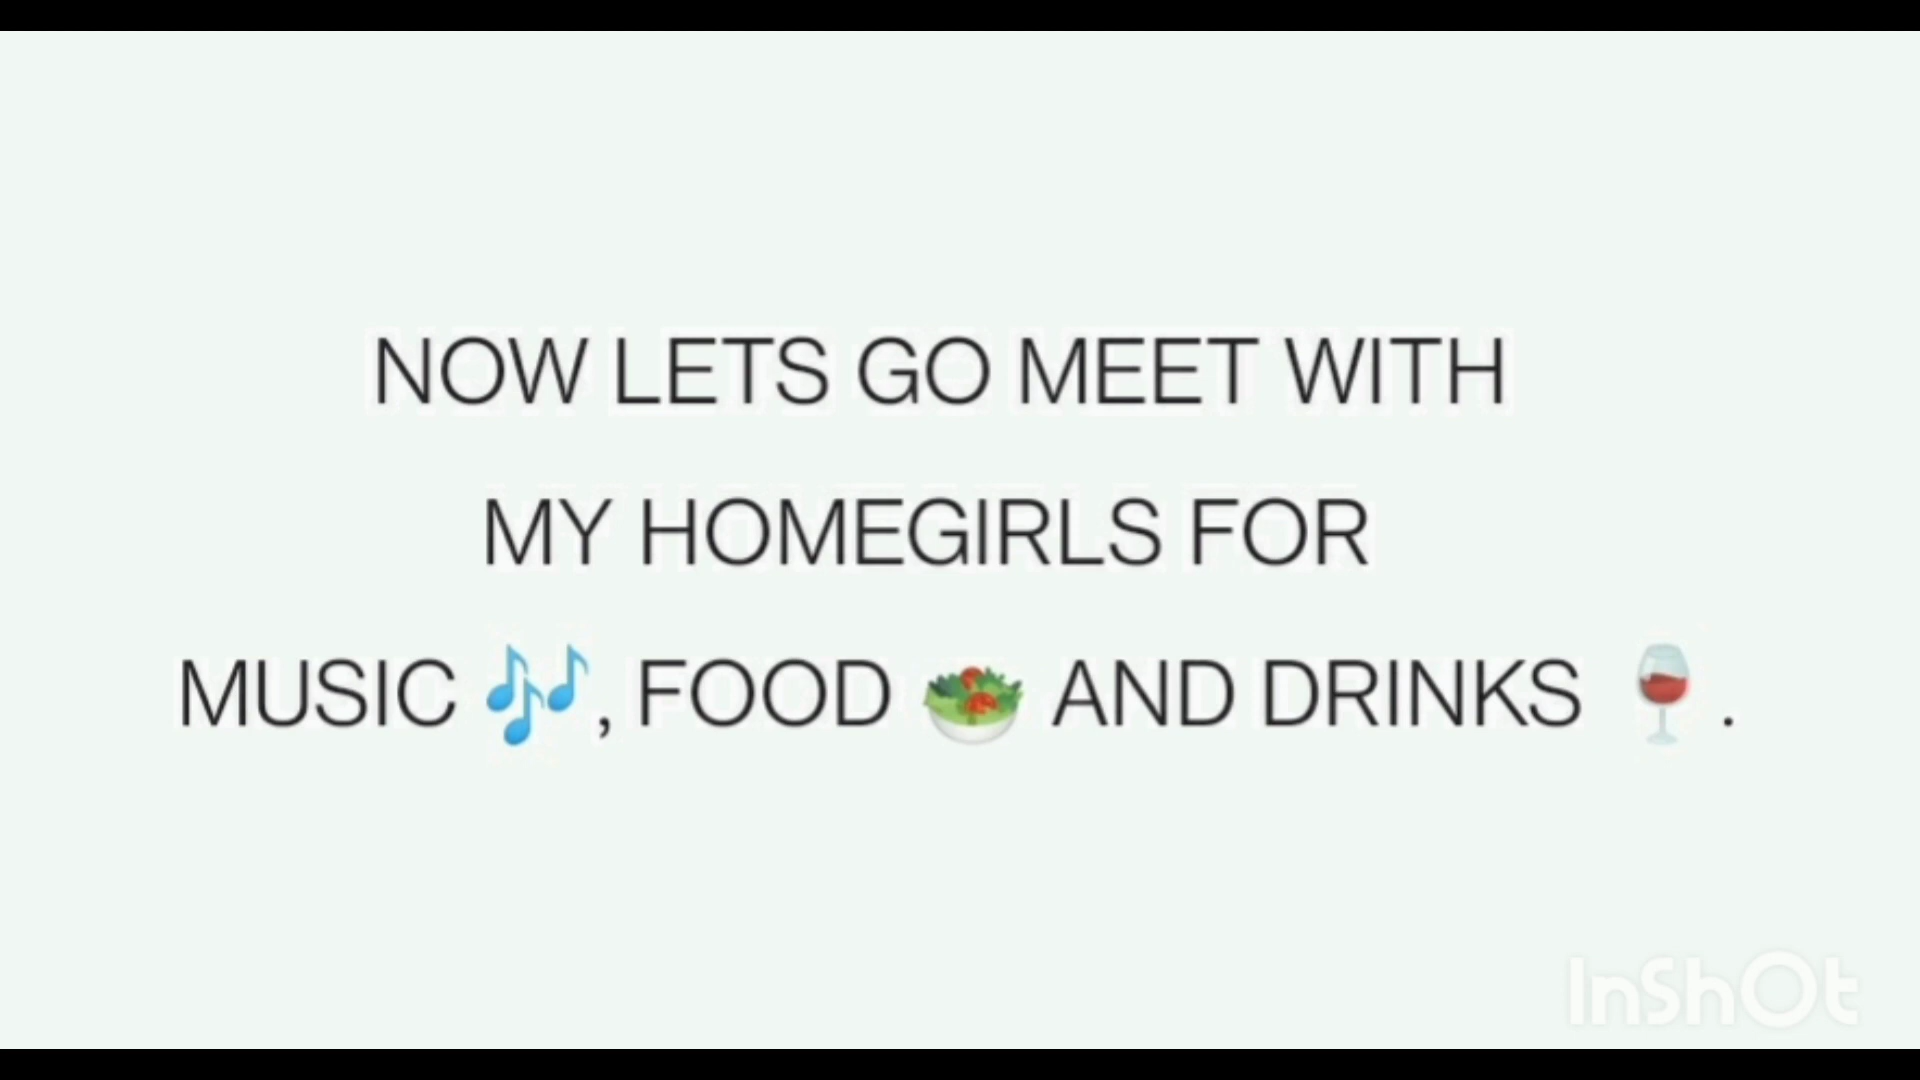 NOW LETS GO MEET WITH
MY HOMEGIRLS FOR
MUSIC 🎶, FOOD 🥗 AND DRINKS 🍷.
InShOt